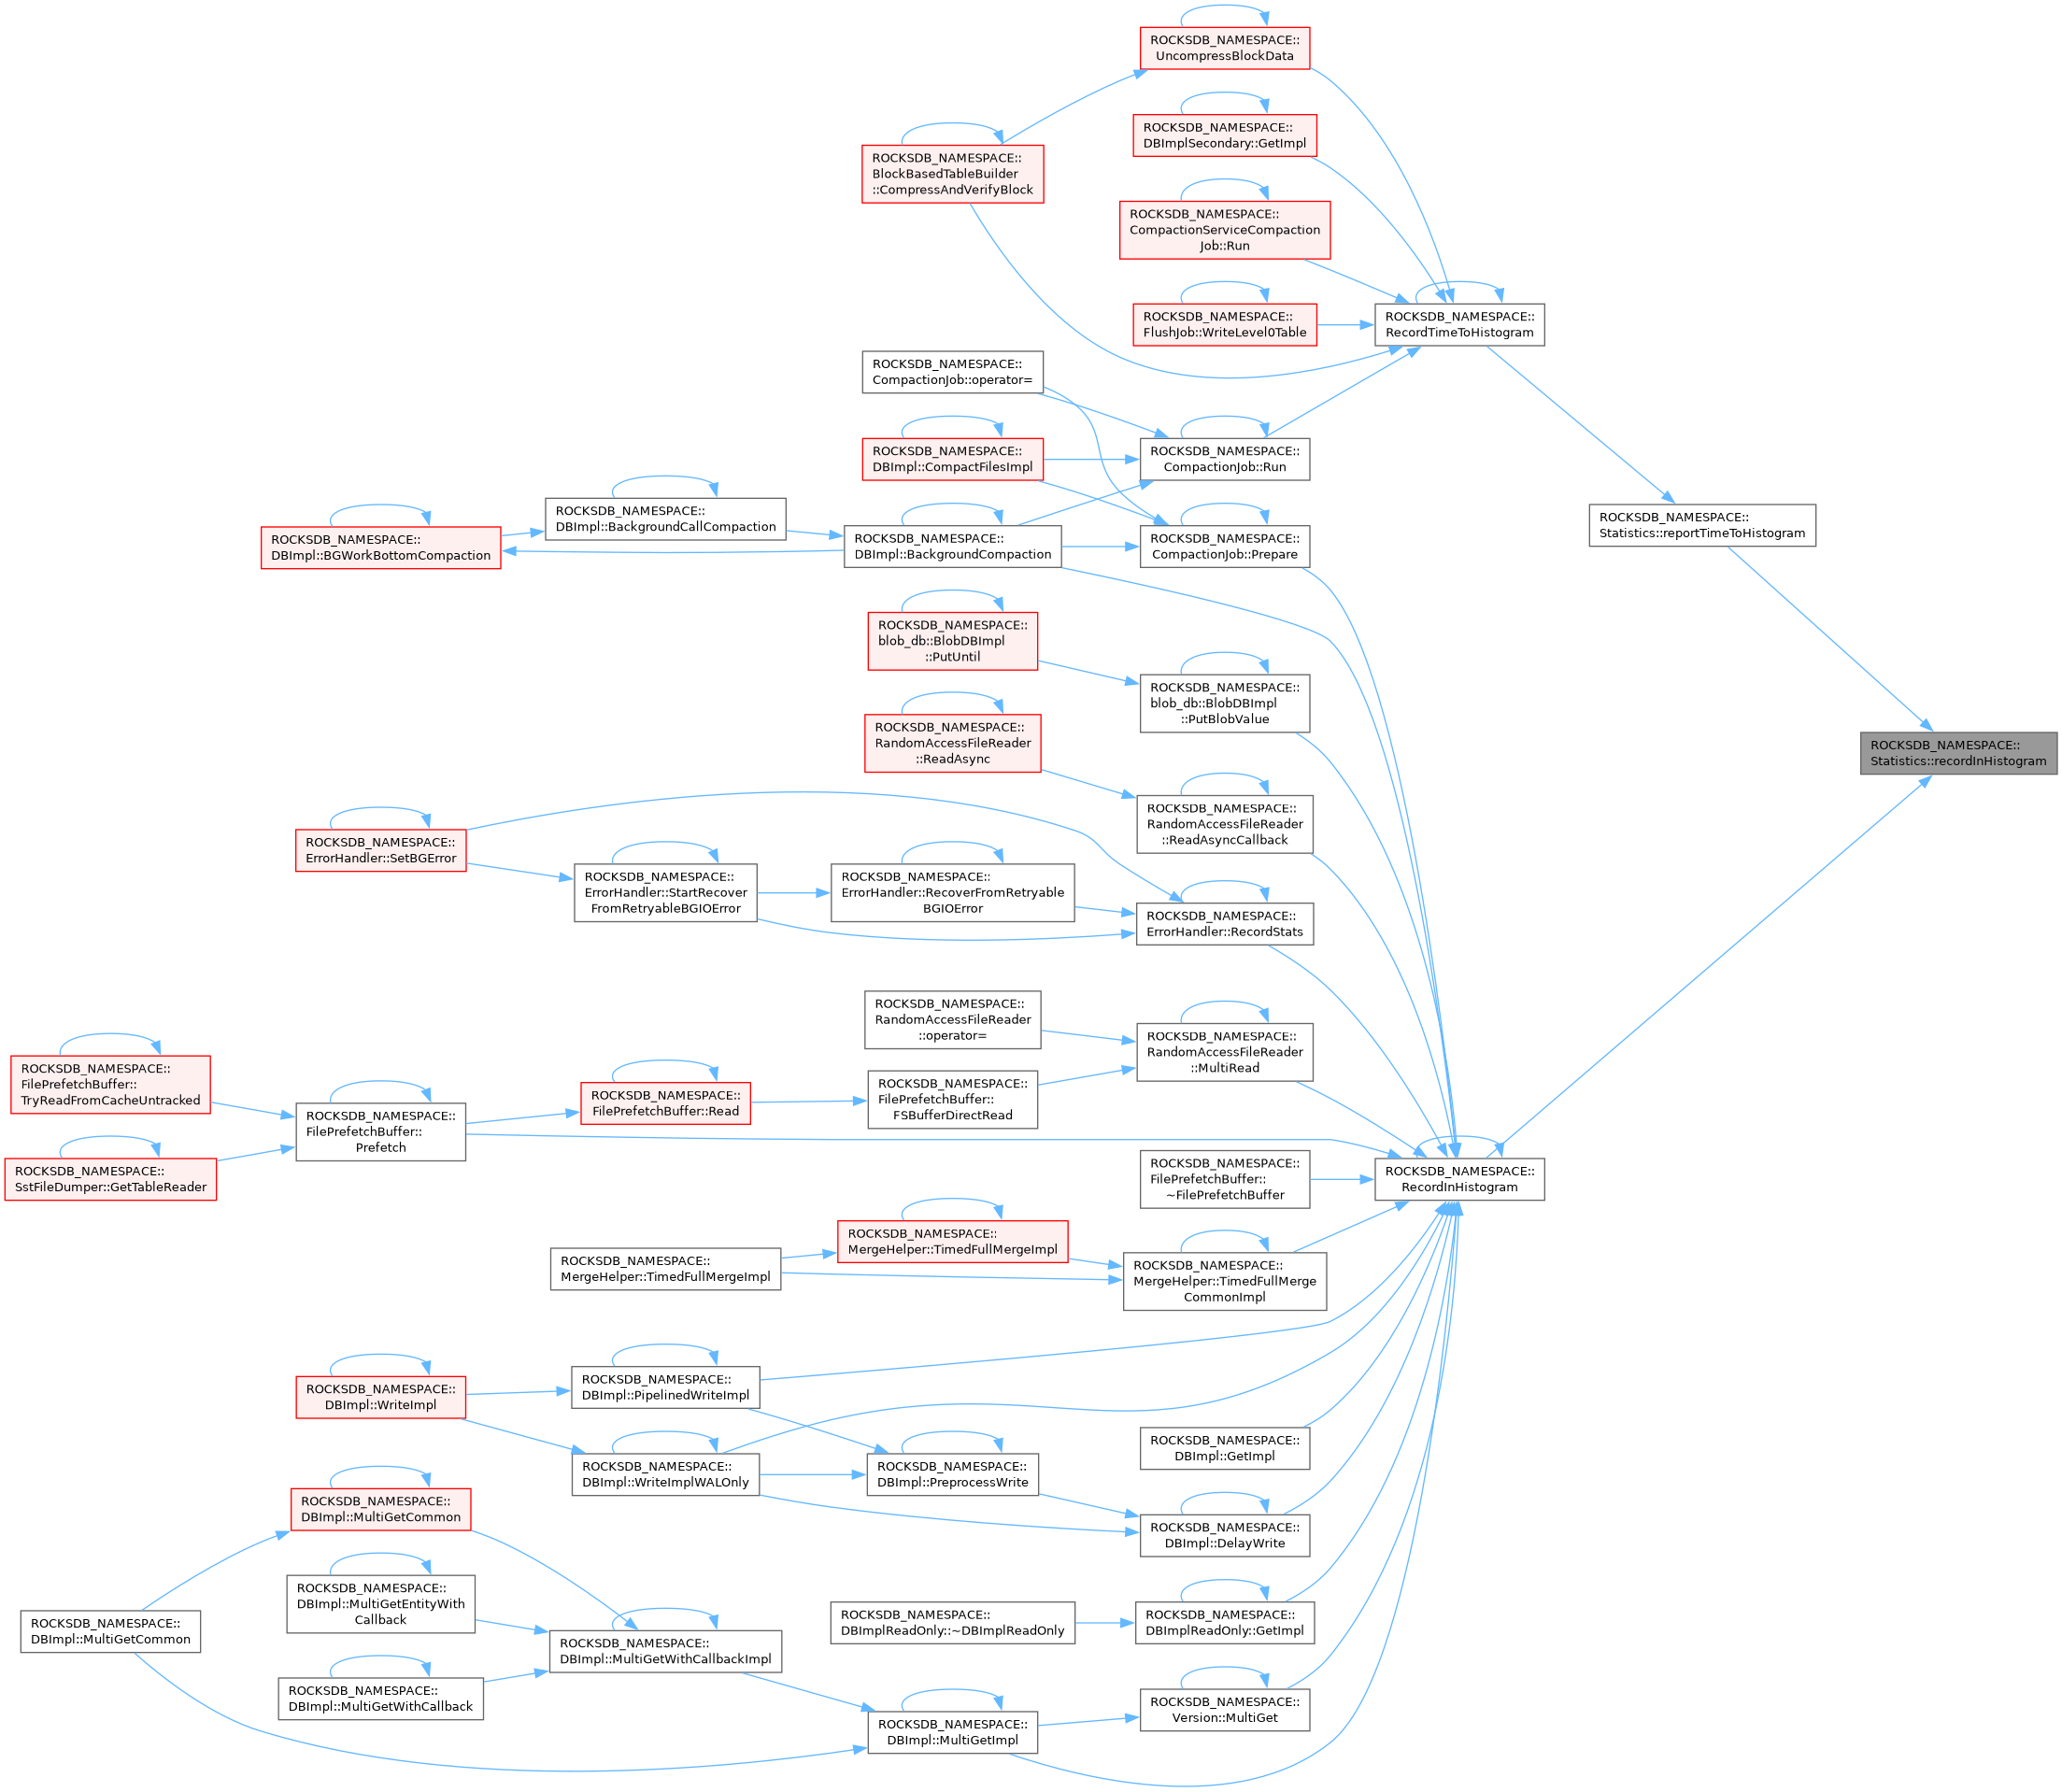 ROCKSDB_NAMESPACE::
UncompressBlockData
ROCKSDB_NAMESPACE::
DBImplSecondary::GetImpl
ROCKSDB_NAMESPACE::
BlockBasedTableBuilder
::CompressAndVerifyBlock
ROCKSDB_NAMESPACE::
CompactionServiceCompaction
Job::Run
ROCKSDB_NAMESPACE::
FlushJob::WriteLevel0Table
ROCKSDB_NAMESPACE::
RecordTimeToHistogram
ROCKSDB_NAMESPACE::
CompactionJob::operator=
ROCKSDB_NAMESPACE::
DBImpl::CompactFilesImpl
ROCKSDB_NAMESPACE::
CompactionJob::Run
ROCKSDB_NAMESPACE::
DBImpl::BackgroundCallCompaction
ROCKSDB_NAMESPACE::
Statistics::reportTimeToHistogram
ROCKSDB_NAMESPACE::
DBImpl::BGWorkBottomCompaction
ROCKSDB_NAMESPACE::
DBImpl::BackgroundCompaction
ROCKSDB_NAMESPACE::
CompactionJob::Prepare
ROCKSDB_NAMESPACE::
blob_db::BlobDBImpl
::PutUntil
ROCKSDB_NAMESPACE::
blob_db::BlobDBImpl
::PutBlobValue
ROCKSDB_NAMESPACE::
RandomAccessFileReader
::ReadAsync
ROCKSDB_NAMESPACE::
Statistics::recordInHistogram
ROCKSDB_NAMESPACE::
RandomAccessFileReader
::ReadAsyncCallback
ROCKSDB_NAMESPACE::
ErrorHandler::SetBGError
ROCKSDB_NAMESPACE::
ErrorHandler::StartRecover
FromRetryableBGIOError
ROCKSDB_NAMESPACE::
ErrorHandler::RecoverFromRetryable
BGIOError
ROCKSDB_NAMESPACE::
ErrorHandler::RecordStats
ROCKSDB_NAMESPACE::
RandomAccessFileReader
::operator=
ROCKSDB_NAMESPACE::
RandomAccessFileReader
::MultiRead
ROCKSDB_NAMESPACE::
FilePrefetchBuffer::
TryReadFromCacheUntracked
ROCKSDB_NAMESPACE::
FilePrefetchBuffer::
Prefetch
ROCKSDB_NAMESPACE::
FilePrefetchBuffer::Read
ROCKSDB_NAMESPACE::
FilePrefetchBuffer::
FSBufferDirectRead
ROCKSDB_NAMESPACE::
SstFileDumper::GetTableReader
ROCKSDB_NAMESPACE::
FilePrefetchBuffer::
~FilePrefetchBuffer
ROCKSDB_NAMESPACE::
RecordInHistogram
ROCKSDB_NAMESPACE::
MergeHelper::TimedFullMergeImpl
ROCKSDB_NAMESPACE::
MergeHelper::TimedFullMergeImpl
ROCKSDB_NAMESPACE::
MergeHelper::TimedFullMerge
CommonImpl
ROCKSDB_NAMESPACE::
DBImpl::WriteImpl
ROCKSDB_NAMESPACE::
DBImpl::PipelinedWriteImpl
ROCKSDB_NAMESPACE::
DBImpl::GetImpl
ROCKSDB_NAMESPACE::
DBImpl::WriteImplWALOnly
ROCKSDB_NAMESPACE::
DBImpl::PreprocessWrite
ROCKSDB_NAMESPACE::
DBImpl::MultiGetCommon
ROCKSDB_NAMESPACE::
DBImpl::DelayWrite
ROCKSDB_NAMESPACE::
DBImpl::MultiGetEntityWith
Callback
ROCKSDB_NAMESPACE::
DBImpl::MultiGetCommon
ROCKSDB_NAMESPACE::
DBImpl::MultiGetWithCallbackImpl
ROCKSDB_NAMESPACE::
DBImplReadOnly::~DBImplReadOnly
ROCKSDB_NAMESPACE::
DBImplReadOnly::GetImpl
ROCKSDB_NAMESPACE::
DBImpl::MultiGetWithCallback
ROCKSDB_NAMESPACE::
DBImpl::MultiGetImpl
ROCKSDB_NAMESPACE::
Version::MultiGet